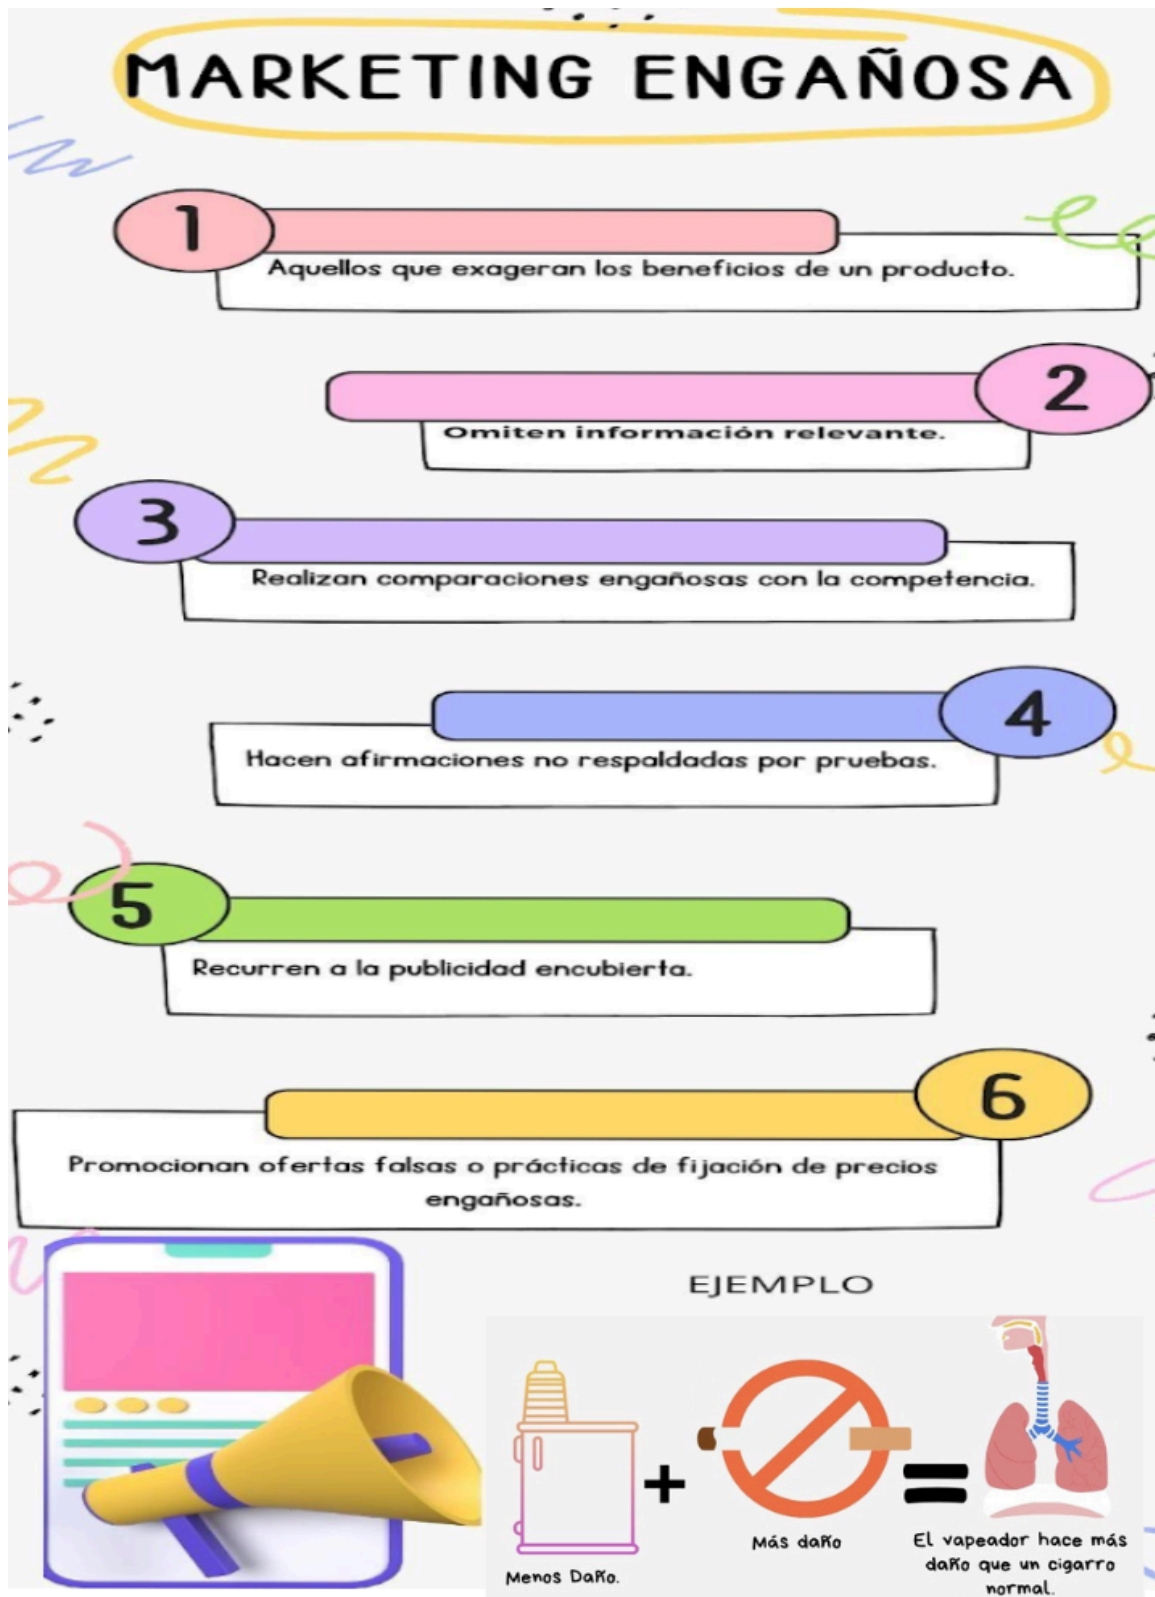 MARKETING ENGAÑOSA
1
Aquellos que exageran los beneficios de un producto.
2
Omiten información relevante.
3
Realizan comparaciones engañosas con la competencia.
4
Hacen afirmaciones no respaldadas por pruebas.
5
Recurren a la publicidad encubierta.
6
Promocionan ofertas falsas o prácticas de fijación de precios
engañosas.
EJEMPLO
Menos Daño.
+
Más daño
=
El vapeador hace más
daño que un cigarro
normal.